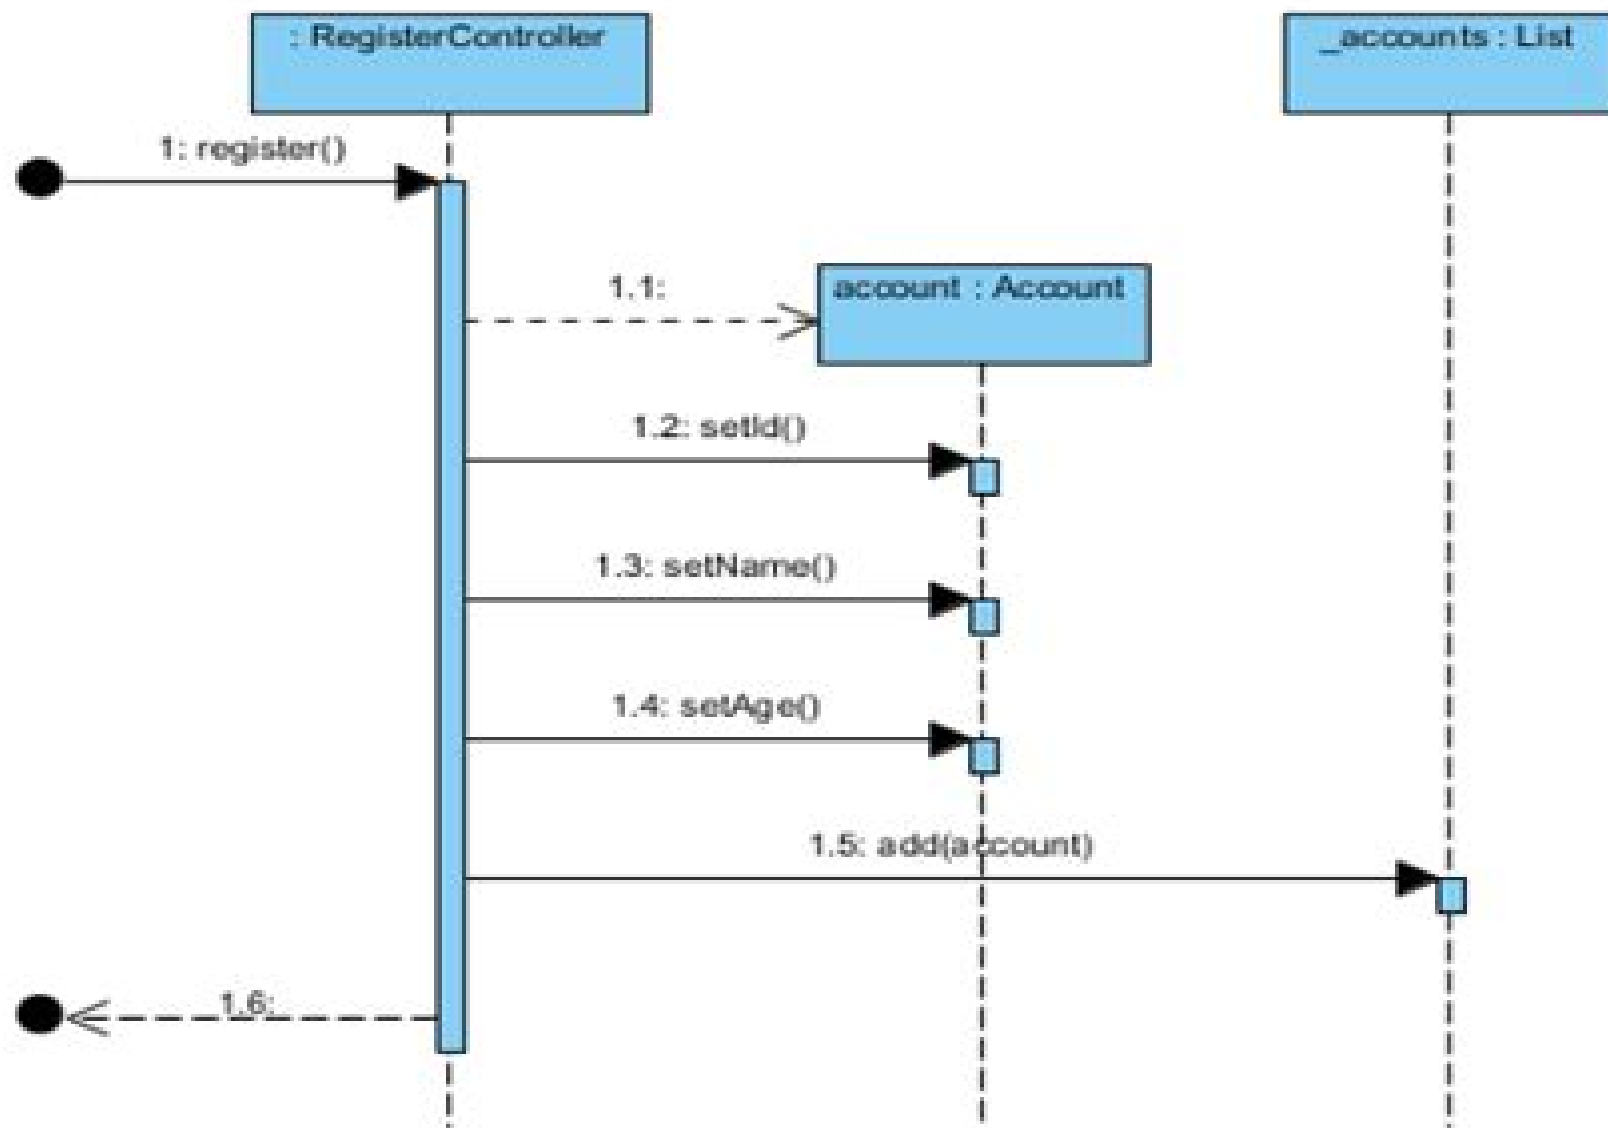 : RegisterController
_accounts : List
1: register()
1.1:
account : Account
1.2: setId()
1.3: setName()
1.4: setAge()
1.5: add(account)
1.6: